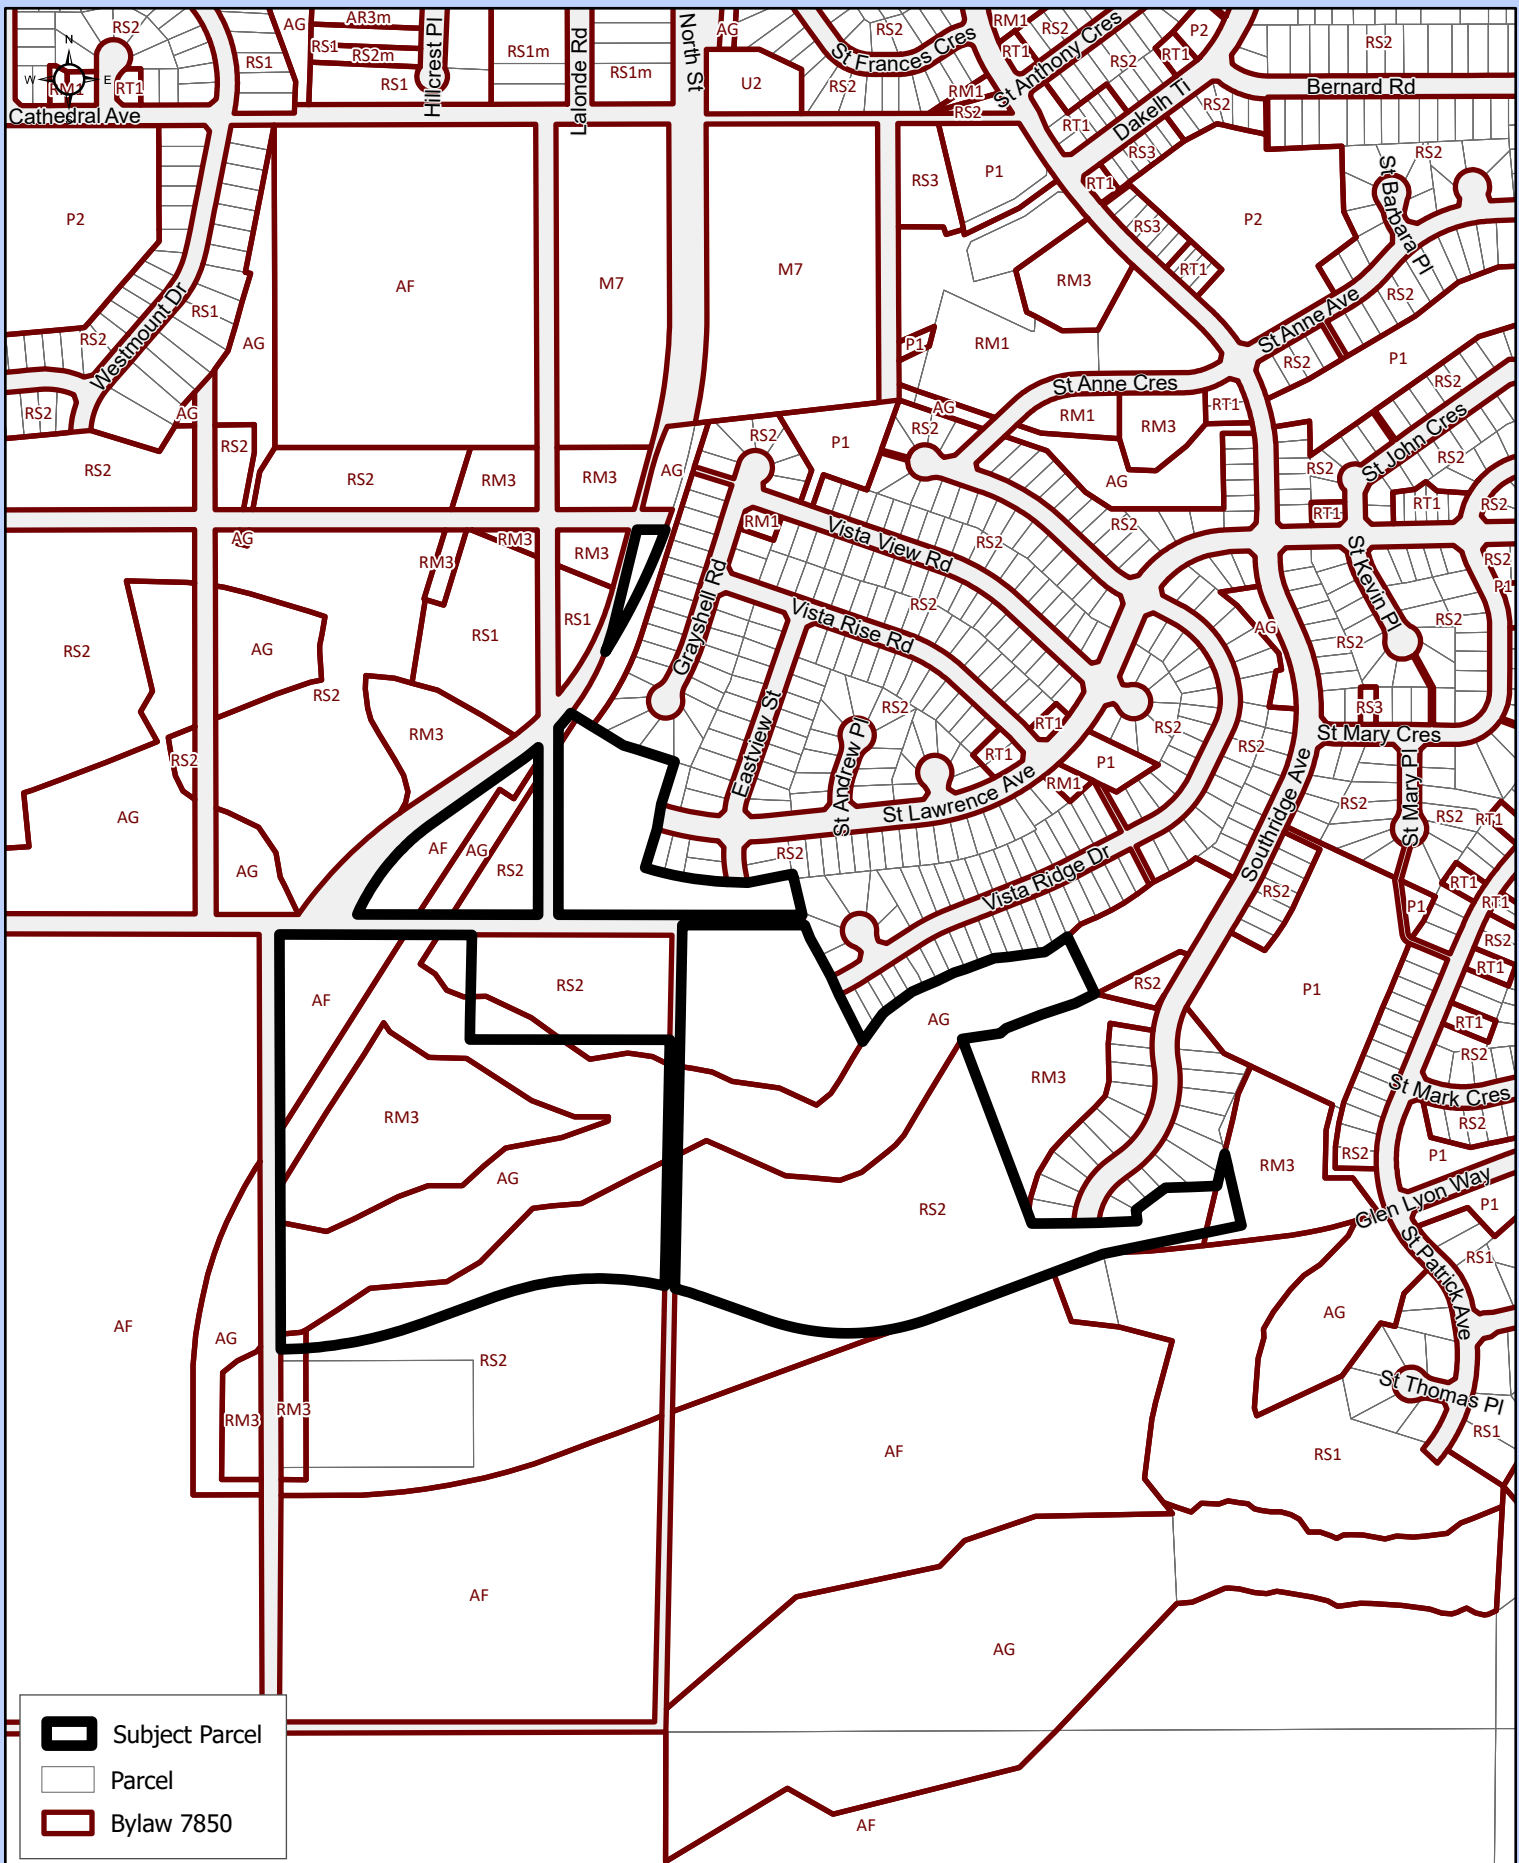 RS2
N
W
E
RM1
RT1
Cathedral Ave
RS1
AG
AR3m
RS1
RS2m
RS1
Hillcrest Pl
RS1m
Lalonde Rd
RS1m
North St
AG
U2
RS2
St Frances Cres
RS2
RM1
RS2
RM1
RT1
RS2
St Anthony Cres
RS2
P2
RT1
RS2
Bernard Rd
Dakelh Ti
RS2
RT1
RS3
RT1
P2
RS3
P1
RS3
RT1
RS2
St Barbara Pl
P2
AF
M7
M7
RM3
RS2
St Anne Ave
RS1
AG
RS2
Westmount Dr
P1
RM1
RS2
P1
RS2
St Anne Cres
RS2
AG
RS2
AG
RM1
RM3
RT1
St John Cres
RS2
RS2
RS2
RS2
RM3
RM3
AG
RS2
P1
RS2
AG
RS2
RT1
RT1
RS2
AG
RM3
RM3
RM3
RM1
Vista View Rd
RS2
RS2
St Kevin Pl
RS2
P1
RS2
AG
RS2
RS1
RS1
Grayshell Rd
RS2
Vista Rise Rd
AG
RS2
RS2
RM3
Eastview St
RS2
St Andrew Pl
RT1
RS2
RS2
RS3
St Mary Cres
RS2
RT1
P1
RM1
St Lawrence Ave
AG
AF
AG
RS2
RS2
AG
Southridge Ave
RS2
St Mary Pl
RS2
RT1
Vista Ridge Dr
RS2
RT1
P1
RT1
RS2
RT1
AF
RS2
AG
RS2
P1
RT1
RS2
RM3
RM3
St Mark Cres
RS2
AG
RS2
RM3
RS2
P1
Glen Lyon Way
P1
St Patrick Ave
RS1
AF
AG
RS2
AG
RM3
RM3
St Thomas Pl
RS1
AF
RS1
AF
AG
AF
Subject Parcel
Parcel
Bylaw 7850